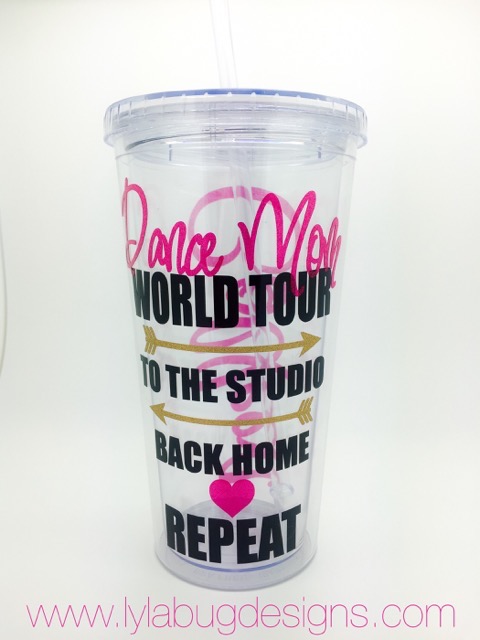 Dance Mom
WORLD TOUR
TO THE STUDIO
BACK HOME
REPEAT
www.lylabugdesigns.com